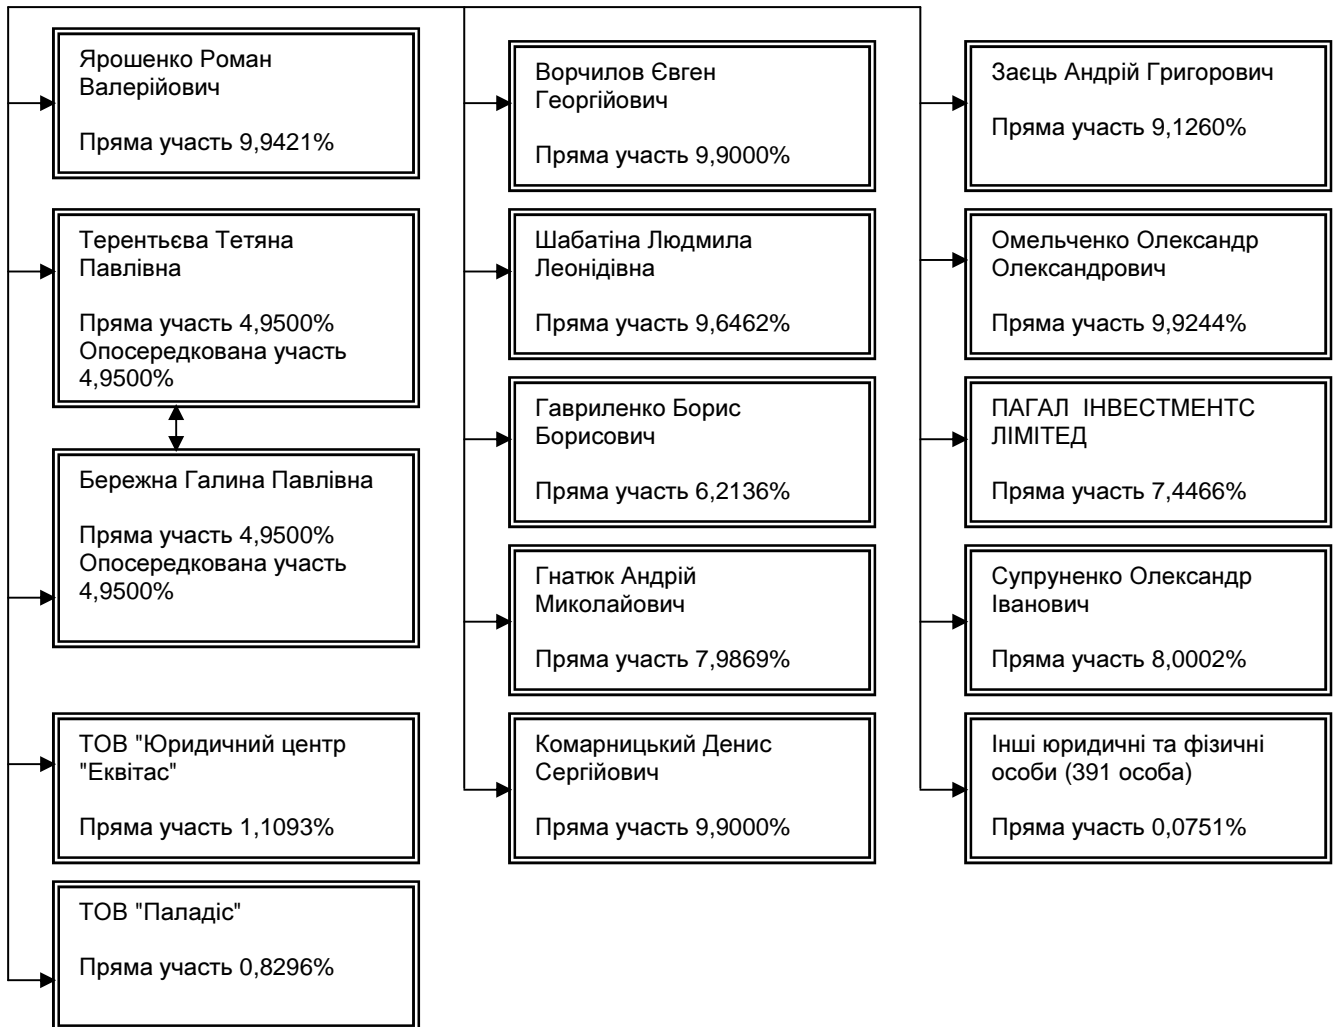 Ярошенко Роман
Валерійович
Пряма участь 9,9421%
Терентьєва Тетяна
Павлівна
Пряма участь 4,9500%
Опосередкована участь
4,9500%
Бережна Галина Павлівна
Пряма участь 4,9500%
Опосередкована участь
4,9500%
ТОВ "Юридичний центр
"Еквітас"
Пряма участь 1,1093%
ТОВ "Паладіс"
Пряма участь 0,8296%
Ворчилов Євген
Георгійович
Пряма участь 9,9000%
Шабатіна Людмила
Леонідівна
Пряма участь 9,6462%
Гавриленко Борис
Борисович
Пряма участь 6,2136%
Гнатюк Андрій
Миколайович
Пряма участь 7,9869%
Комарницький Денис
Сергійович
Пряма участь 9,9000%
Заєць Андрій Григорович
Пряма участь 9,1260%
Омельченко Олександр
Олександрович
Пряма участь 9,9244%
ПАГАЛ ІНВЕСТМЕНТС
ЛІМІТЕД
Пряма участь 7,4466%
Супруненко Олександр
Іванович
Пряма участь 8,0002%
Інші юридичні та фізичні
особи (391 особа)
Пряма участь 0,0751%